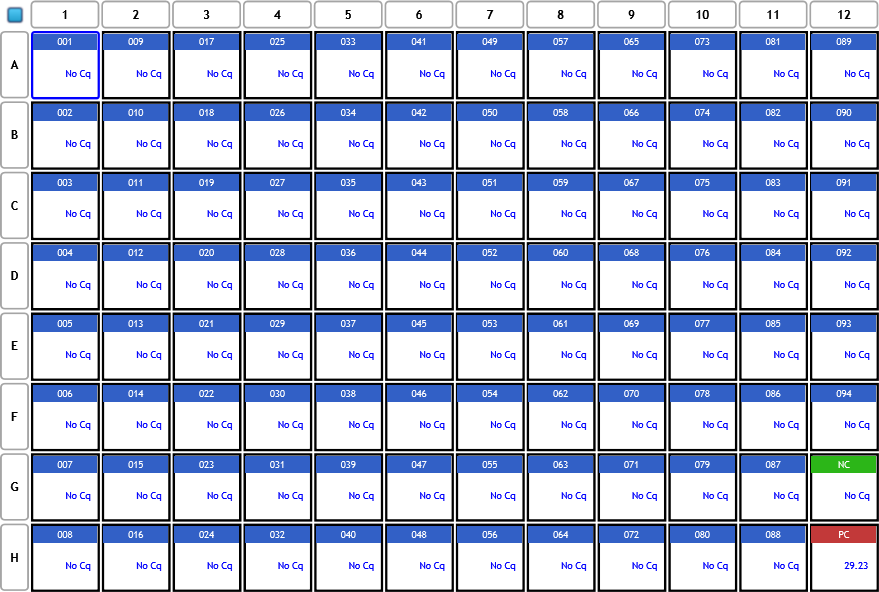 1 2 3 4 5 6 7 8 9 10 11 12
A 001 009 017 025 033 041 049 057 065 073 081 089
No Cq No Cq No Cq No Cq No Cq No Cq No Cq No Cq No Cq No Cq No Cq No Cq
B 002 010 018 026 034 042 050 058 066 074 082 090
No Cq No Cq No Cq No Cq No Cq No Cq No Cq No Cq No Cq No Cq No Cq No Cq
C 003 011 019 027 035 043 051 059 067 075 083 091
No Cq No Cq No Cq No Cq No Cq No Cq No Cq No Cq No Cq No Cq No Cq No Cq
D 004 012 020 028 036 044 052 060 068 076 084 092
No Cq No Cq No Cq No Cq No Cq No Cq No Cq No Cq No Cq No Cq No Cq No Cq
E 005 013 021 029 037 045 053 061 069 077 085 093
No Cq No Cq No Cq No Cq No Cq No Cq No Cq No Cq No Cq No Cq No Cq No Cq
F 006 014 022 030 038 046 054 062 070 078 086 094
No Cq No Cq No Cq No Cq No Cq No Cq No Cq No Cq No Cq No Cq No Cq No Cq
G 007 015 023 031 039 047 055 063 071 079 087 NC
No Cq No Cq No Cq No Cq No Cq No Cq No Cq No Cq No Cq No Cq No Cq No Cq
H 008 016 024 032 040 048 056 064 072 080 088 PC
No Cq No Cq No Cq No Cq No Cq No Cq No Cq No Cq No Cq No Cq No Cq 29.23